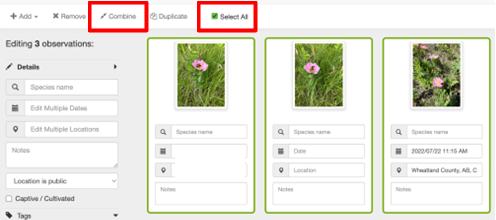 Add Remove Combine Duplicate Select All
Editing 3 observations:
Details
Species name
Edit Multiple Dates
Edit Multiple Locations
Notes
Location is public
Captive / Cultivated
Tags
Species name
Notes
Species name
Date
Location
Notes
Species name
2022/07/22 11:15 AM
Wheatland County, AB, C
Notes